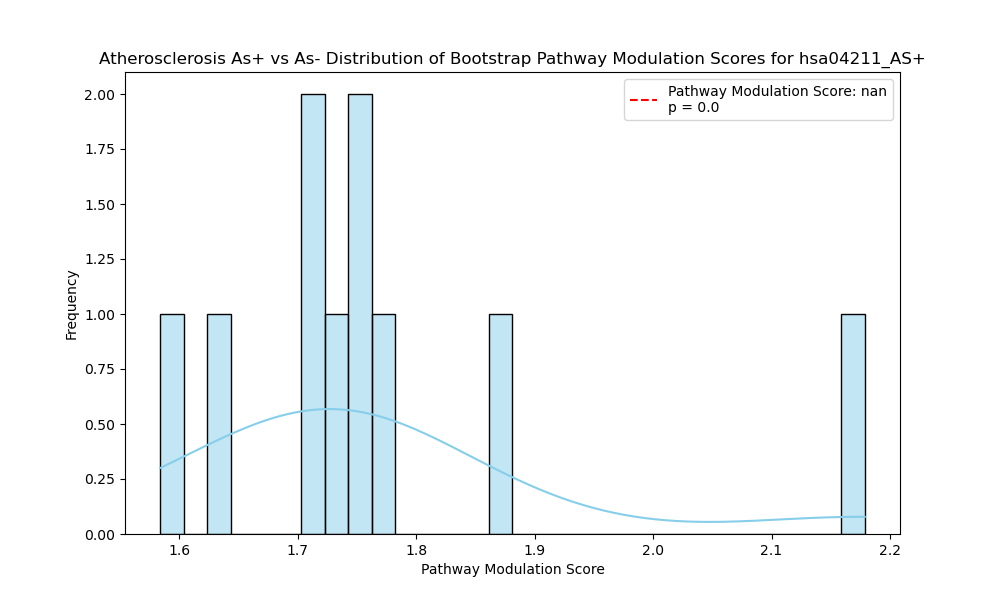 Atherosclerosis As+ vs As- Distribution of Bootstrap Pathway Modulation Scores for hsa04211_AS+
Pathway Modulation Score: nan
p = 0.0
2.00
1.75
1.50
1.25
1.00
0.75
0.50
0.25
0.00
Frequency
1.6 1.7 1.8 1.9 2.0 2.1 2.2
Pathway Modulation Score